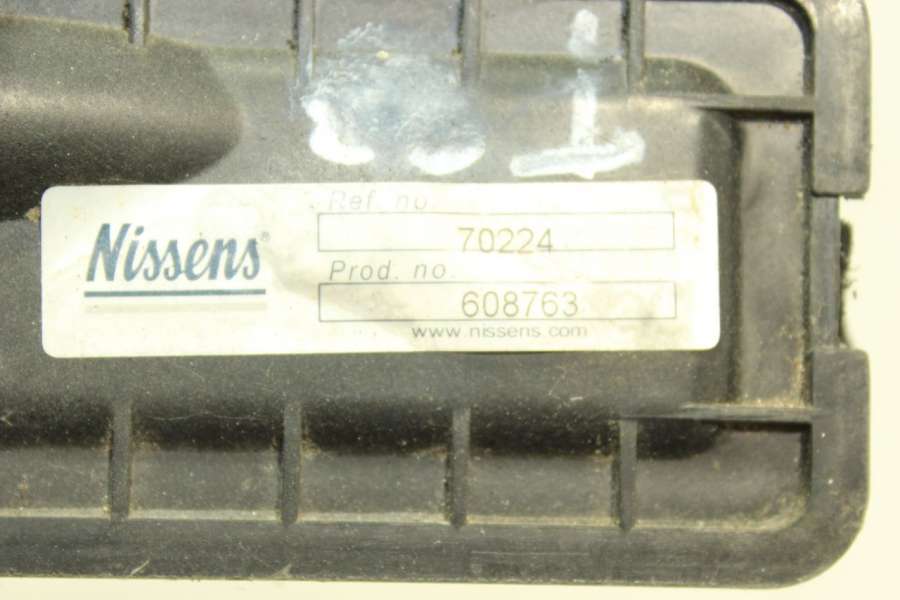 Nissens®
Ref. no.
70224
Prod. no.
608763
www.nissens.com